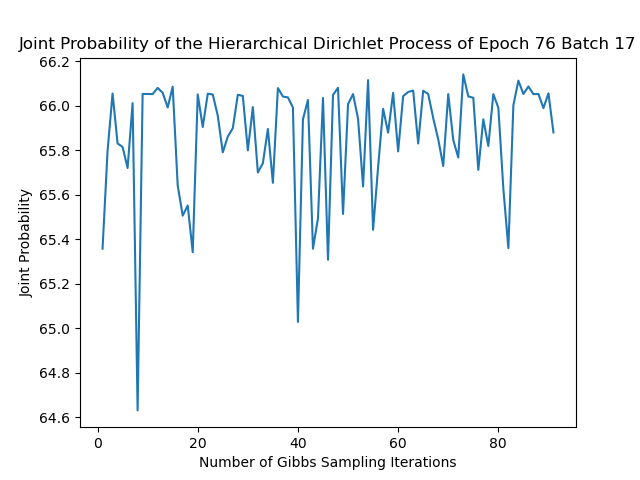 Joint Probability of the Hierarchical Dirichlet Process of Epoch 76 Batch 17
66.2
66.0
65.8
65.6
65.4
65.2
65.0
64.8
64.6
Joint Probability
0 20 40 60 80
Number of Gibbs Sampling Iterations